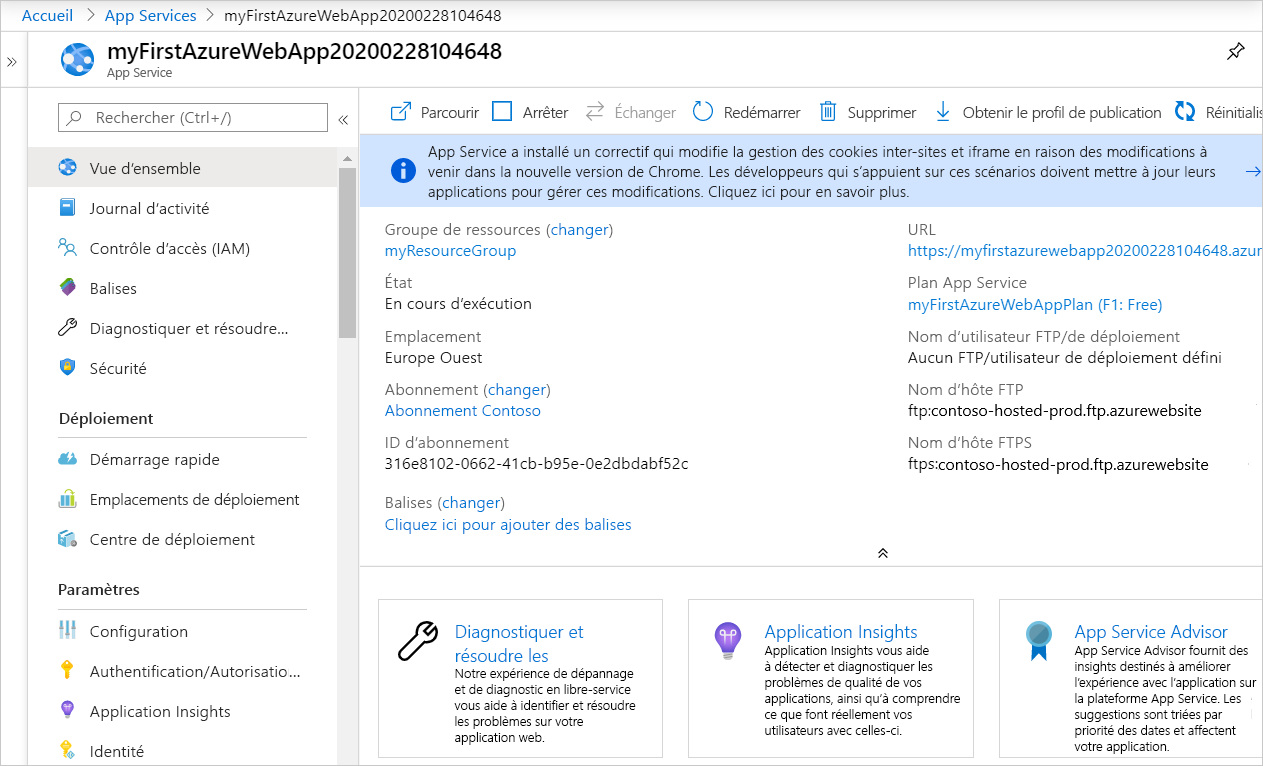 Accueil > App Services > myFirstAzureWebApp20200228104648
myFirstAzureWebApp20200228104648
App Service
Rechercher (Ctrl+/)
Vue d’ensemble
Journal d’activité
Contrôle d’accès (IAM)
Balises
Diagnostiquer et résoudre...
Sécurité
Déploiement
Démarrage rapide
Emplacements de déploiement
Centre de déploiement
Paramètres
Configuration
Authentification/Autorisatio...
Application Insights
Identité
Parcourir Arrêter Échanger Redémarrer Supprimer Obtenir le profil de publication Réinitialis
App Service a installé un correctif qui modifie la gestion des cookies inter-sites et iframe en raison des modifications à
venir dans la nouvelle version de Chrome. Les développeurs qui s’appuient sur ces scénarios doivent mettre à jour leurs
applications pour gérer ces modifications. Cliquez ici pour en savoir plus.
Groupe de ressources (changer)
myResourceGroup
État
En cours d’exécution
Emplacement
Europe Ouest
Abonnement (changer)
Abonnement Contoso
ID d’abonnement
316e8102-0662-41cb-b95e-0e2dbdabf52c
Balises (changer)
Cliquez ici pour ajouter des balises
URL
https://myfirstazurewebapp20200228104648.azur
Plan App Service
myFirstAzureWebAppPlan (F1: Free)
Nom d’utilisateur FTP/de déploiement
Aucun FTP/utilisateur de déploiement défini
Nom d’hôte FTP
ftp:contoso-hosted-prod.ftp.azurewebsite
Nom d’hôte FTPS
ftps:contoso-hosted-prod.ftp.azurewebsite
Diagnostiquer et
résoudre les
Notre expérience de dépannage
et de diagnostic en libre-service
vous aide à identifier et résoudre
les problèmes sur votre
application web.
Application Insights
Application Insights vous aide
à détecter et diagnostiquer les
problèmes de qualité de vos
applications, ainsi qu’à comprendre
ce que font réellement vos
utilisateurs avec celles-ci.
App Service Advisor
App Service Advisor fournit des
insights destinés à améliorer
l’expérience avec l’application sur
la plateforme App Service. Les
suggestions sont triées par
priorité des dates et affectent
votre application.